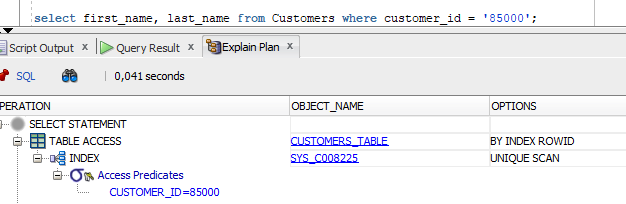 select first_name, last_name from Customers where customer_id = '85000';
Script Output x Query Result x Explain Plan x
SQL 0,041 seconds
PERATION OBJECT_NAME OPTIONS
SELECT STATEMENT
TABLE ACCESS CUSTOMERS_TABLE BY INDEX ROWID
INDEX SYS_C008225 UNIQUE SCAN
Access Predicates
CUSTOMER_ID=85000